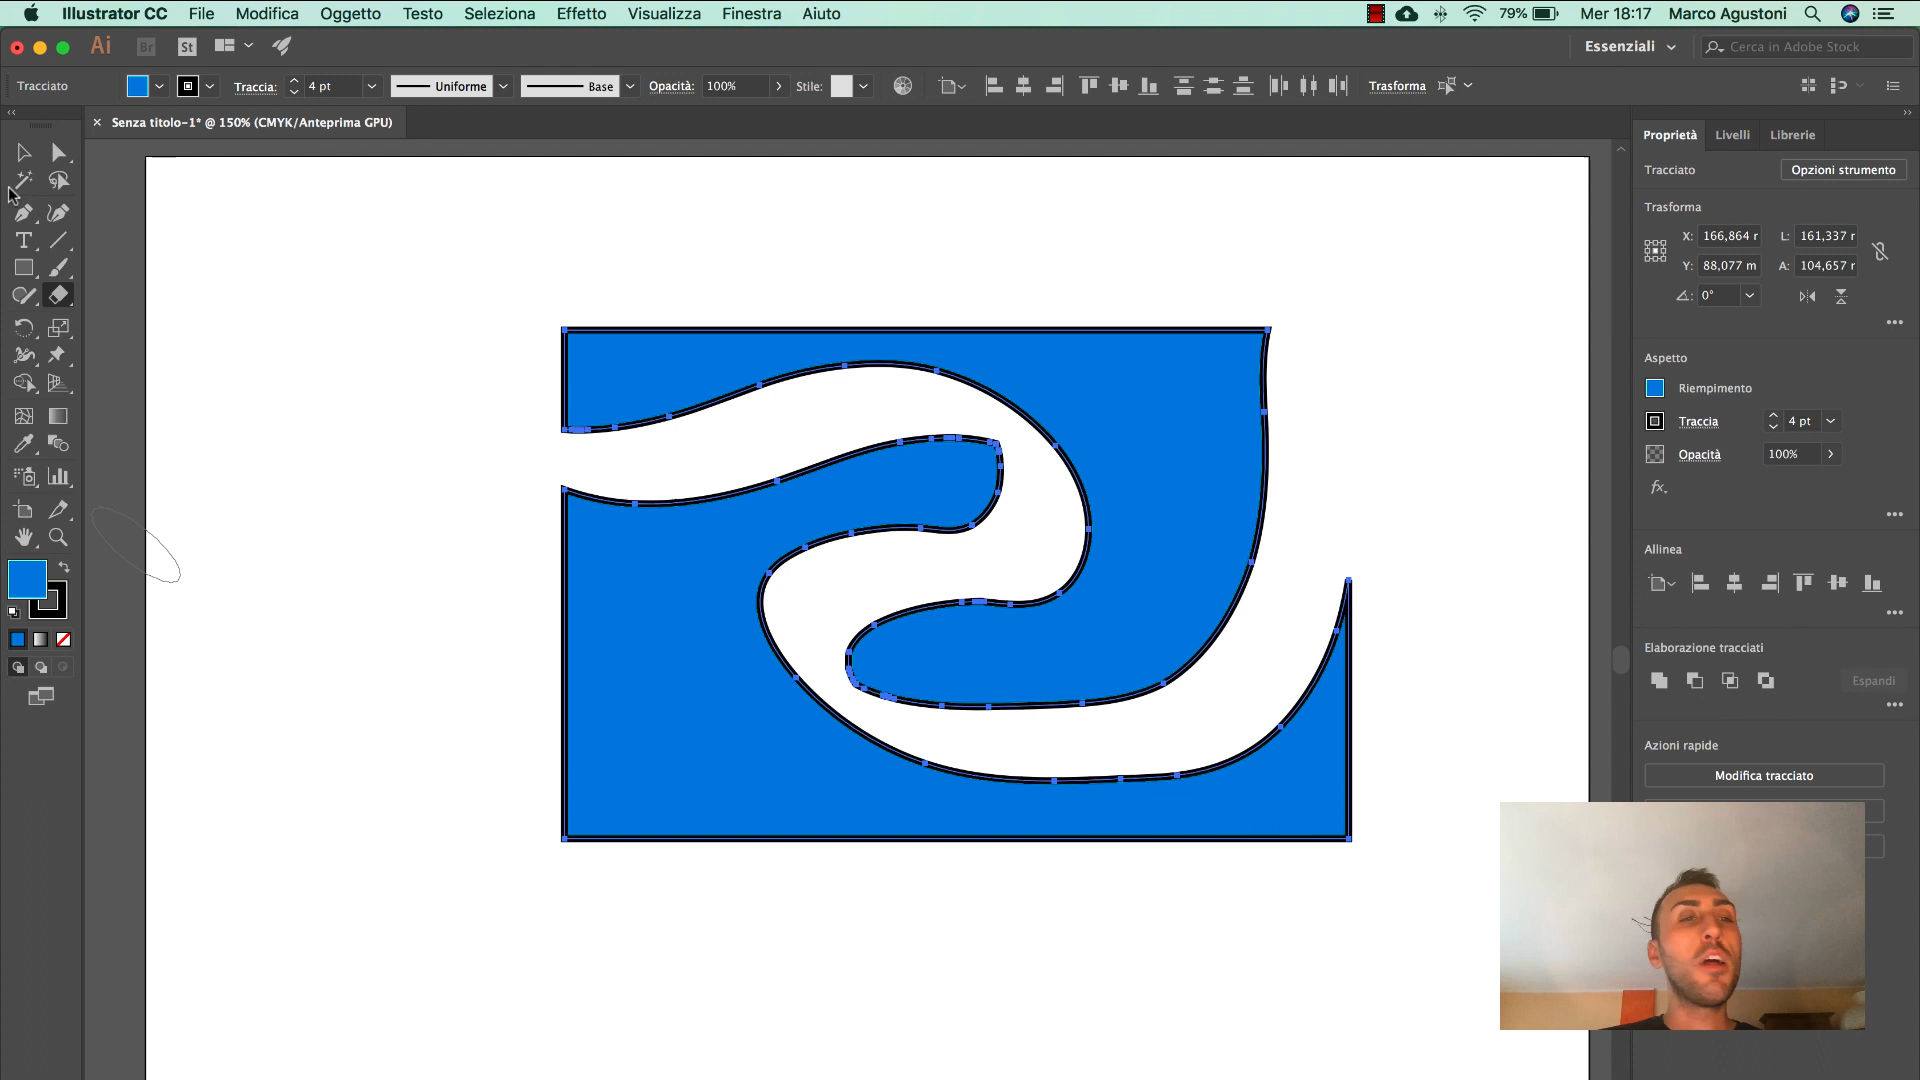 Illustrator CC File Modifica Oggetto Testo Seleziona Effetto Visualizza Finestra Aiuto 79% Mer 18:17 Marco Agustoni
Ai Br St Essenziali Cerca in Adobe Stock
Tracciato Traccia: 4 pt Uniforme Base Opacità: 100% Stile: Trasforma
Senza titolo-1* @ 150% (CMYK/Anteprima GPU)
Proprietà Livelli Librerie
Tracciato Opzioni strumento
Trasforma
X: 166,864 r L: 161,337 r
Y: 88,077 m A: 104,657 r
0°
Aspetto
Riempimento
Traccia 4 pt
Opacità 100%
fx.
Allinea
Elaborazione tracciati
Espandi
Azioni rapide
Modifica tracciato